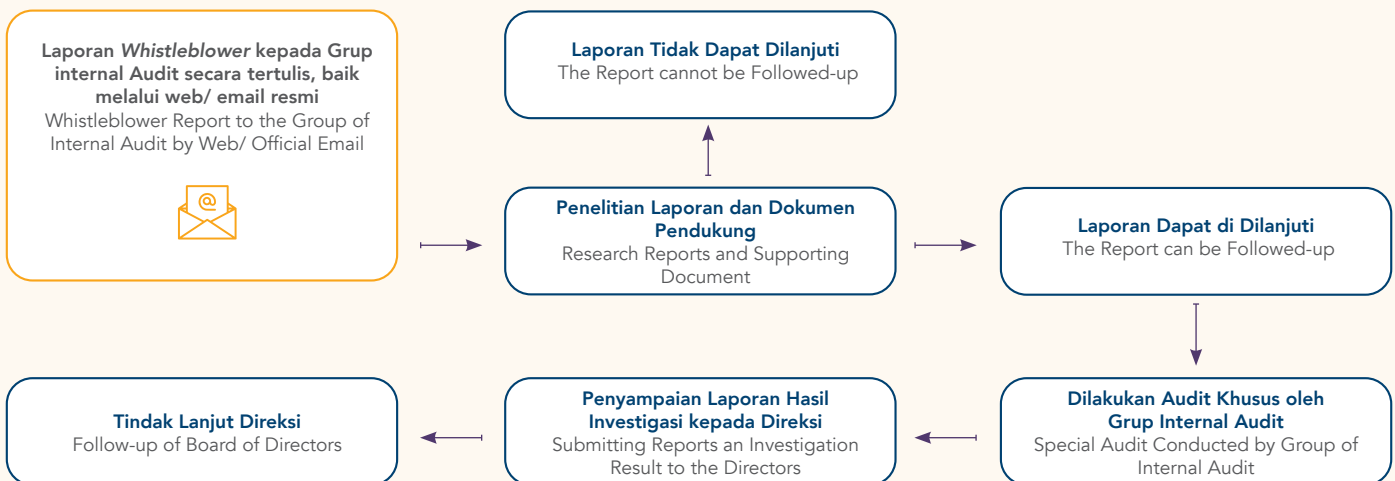 Laporan Whistleblower kepada Grup
internal Audit secara tertulis, baik
melalui web/ email resmi
Whistleblower Report to the Group of
Internal Audit by Web/ Official Email
@
Laporan Tidak Dapat Dilanjuti
The Report cannot be Followed-up
Penelitian Laporan dan Dokumen
Pendukung
Research Reports and Supporting
Document
Laporan Dapat di Dilanjuti
The Report can be Followed-up
Dilakukan Audit Khusus oleh
Grup Internal Audit
Special Audit Conducted by Group of
Internal Audit
Penyampaian Laporan Hasil
Investigasi kepada Direksi
Submitting Reports an Investigation
Result to the Directors
Tindak Lanjut Direksi
Follow-up of Board of Directors